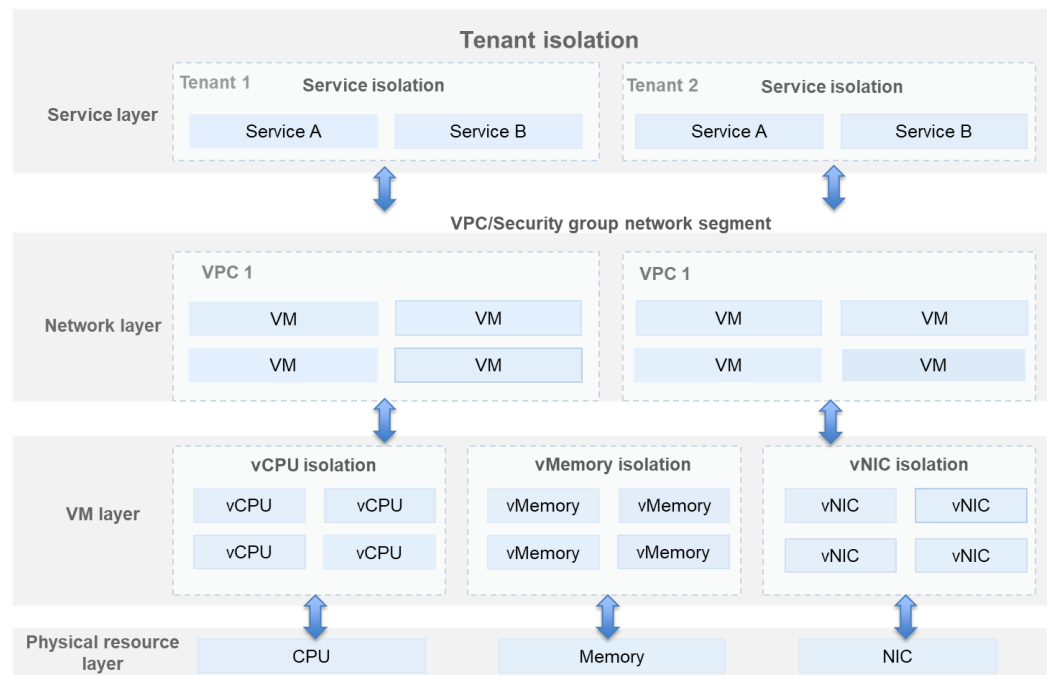 Tenant isolation
Tenant 1
Service isolation
Tenant 2
Service isolation
Service layer
Service A
Service B
Service A
Service B
VPC/Security group network segment
VPC 1
VPC 1
Network layer
VM
VM
VM
VM
VM
VM
VM
VM
vCPU isolation
vMemory isolation
vNIC isolation
VM layer
vCPU
vCPU
vMemory
vMemory
vNIC
vNIC
vCPU
vCPU
vMemory
vMemory
vNIC
vNIC
Physical resource
layer
CPU
Memory
NIC